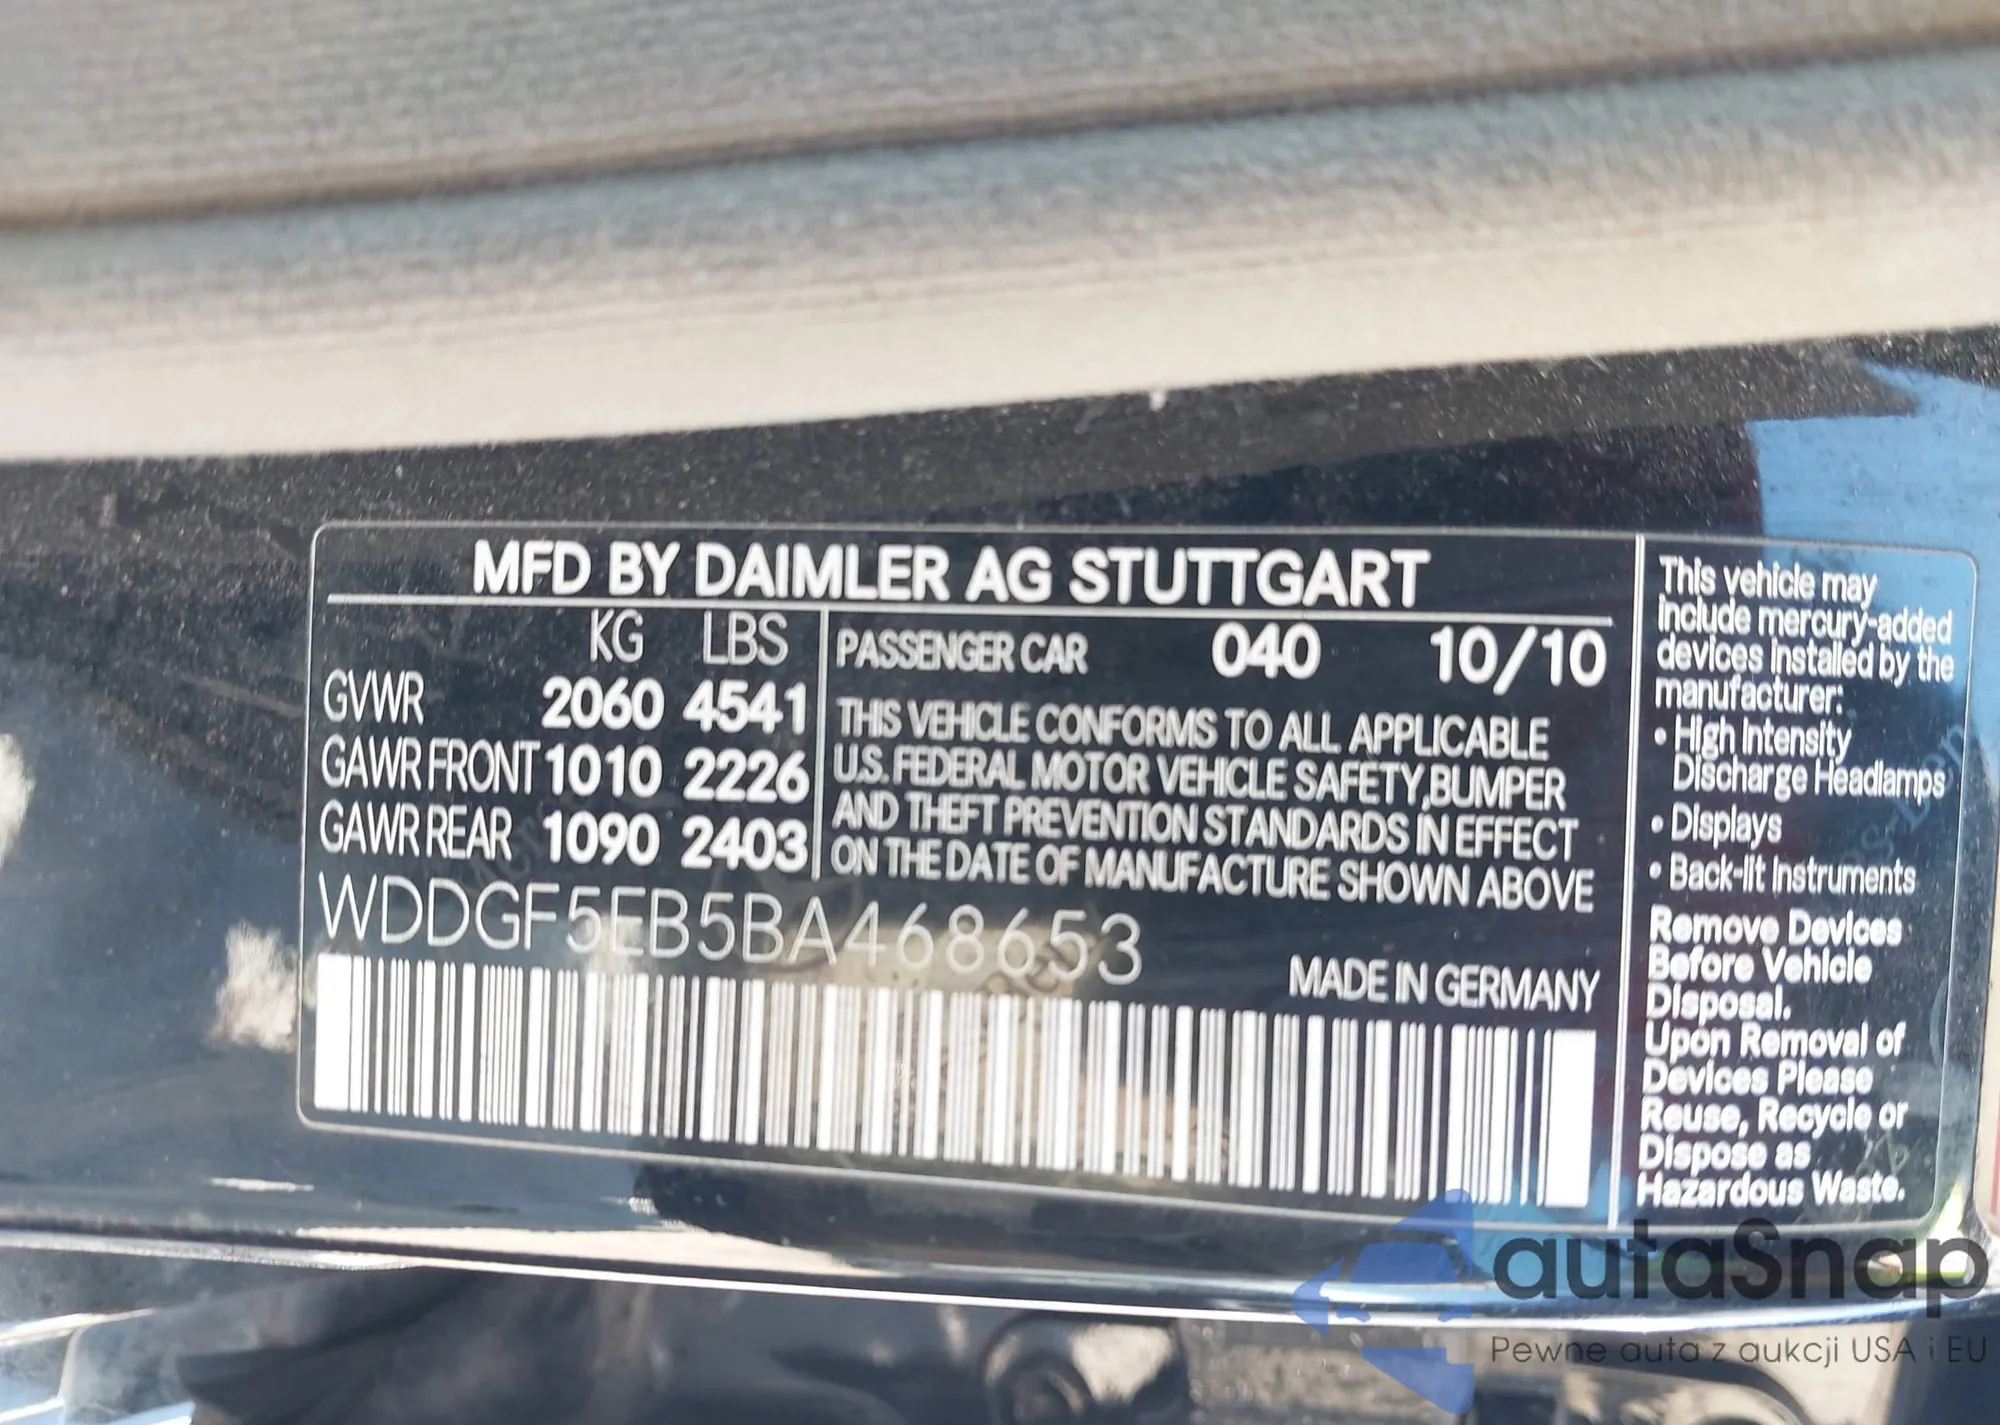 MFD BY DAIMLER AG STUTTGART
KG LBS
GVWR 2060 4541
GAWR FRONT 1010 2226
GAWR REAR 1090 2403
PASSENGER CAR 040 10/10
THIS VEHICLE CONFORMS TO ALL APPLICABLE
U.S. FEDERAL MOTOR VEHICLE SAFETY, BUMPER
AND THEFT PREVENTION STANDARDS IN EFFECT
ON THE DATE OF MANUFACTURE SHOWN ABOVE
WDDGF5EB5BA468653
MADE IN GERMANY
This vehicle may
include mercury-added
devices installed by the
manufacturer:
• High Intensity
Discharge Headlamps
• Displays
• Back-lit Instruments
Remove Devices
Before Vehicle
Disposal.
Upon Removal of
Devices Please
Reuse, Recycle or
Dispose as
Hazardous Waste.
autaSnap
Pewne auta z aukcji USA i EU